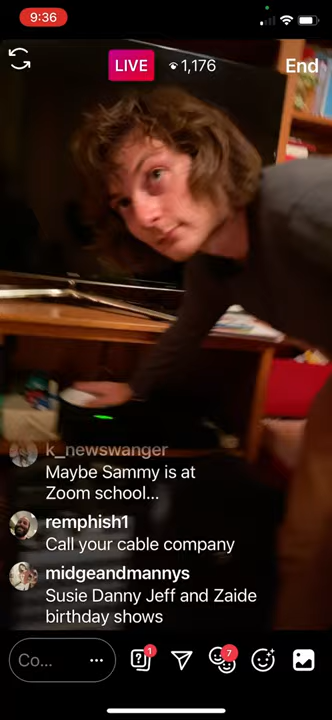 9:36
LIVE
1,176
End
k_newswanger
Maybe Sammy is at
Zoom school...
remphish1
Call your cable company
midgeandmannys
Susie Danny Jeff and Zaide
birthday shows
Co...
?
1
7